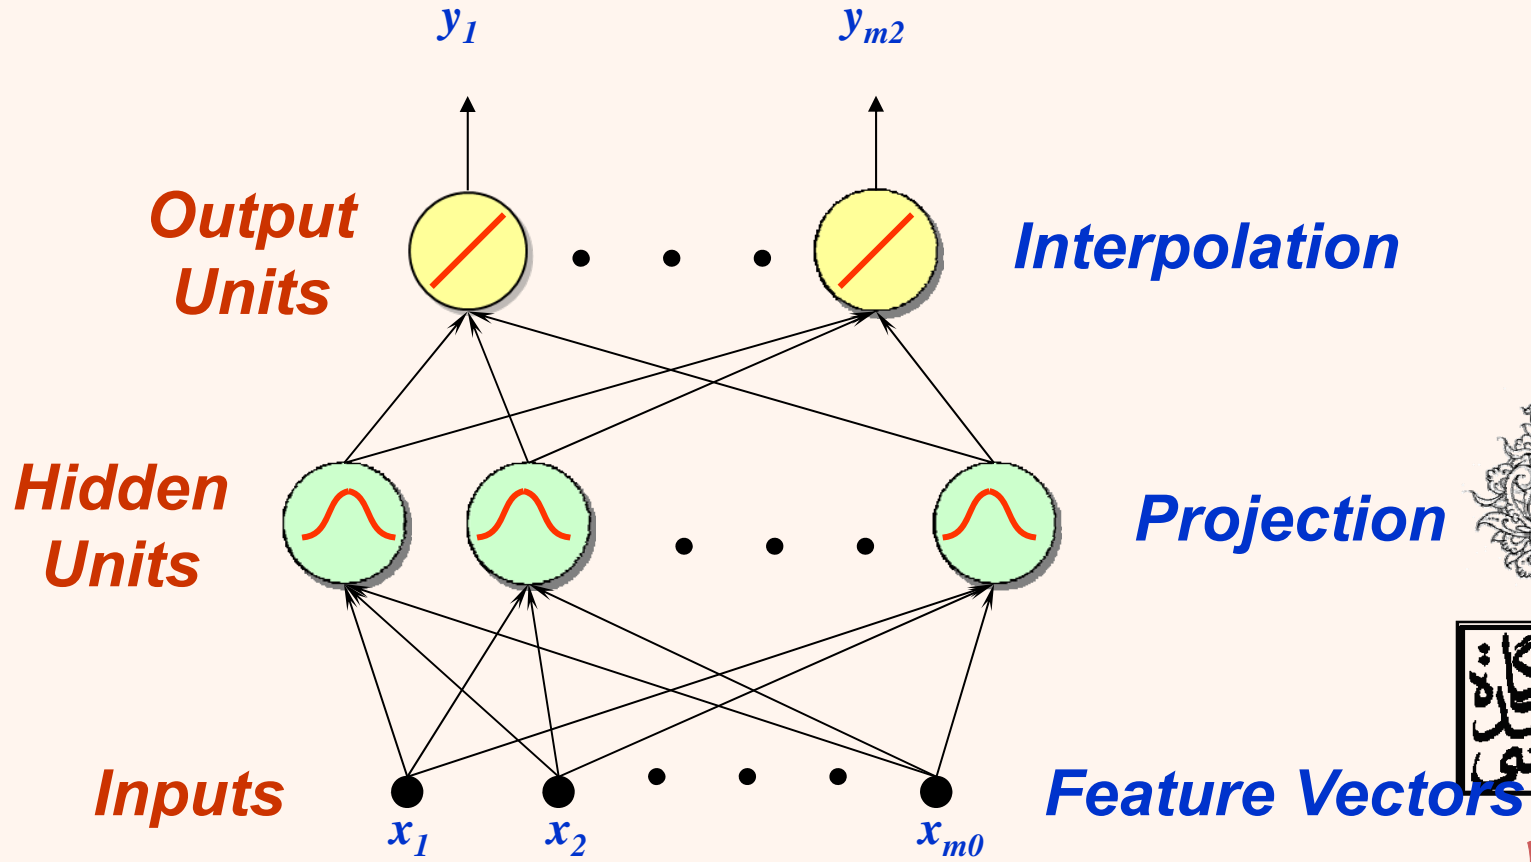 y1
ym2
Output
Units
Interpolation
Hidden
Units
Projection
Inputs
Feature Vectors
x1
x2
xm0